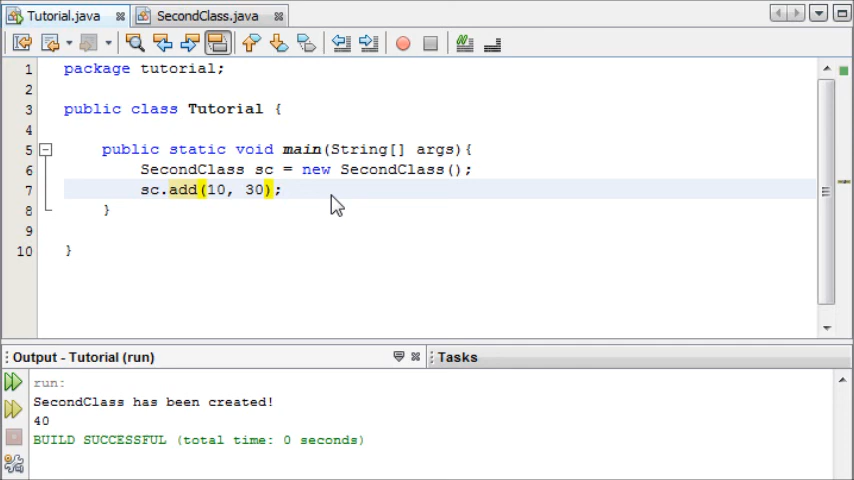 Tutorial.java SecondClass.java
1 package tutorial;
2
3 public class Tutorial {
4
5 public static void main(String[] args){
6 SecondClass sc = new SecondClass();
7 sc.add(10, 30);
8 }
9
10 }
Output - Tutorial (run) Tasks
run:
SecondClass has been created!
40
BUILD SUCCESSFUL (total time: 0 seconds)